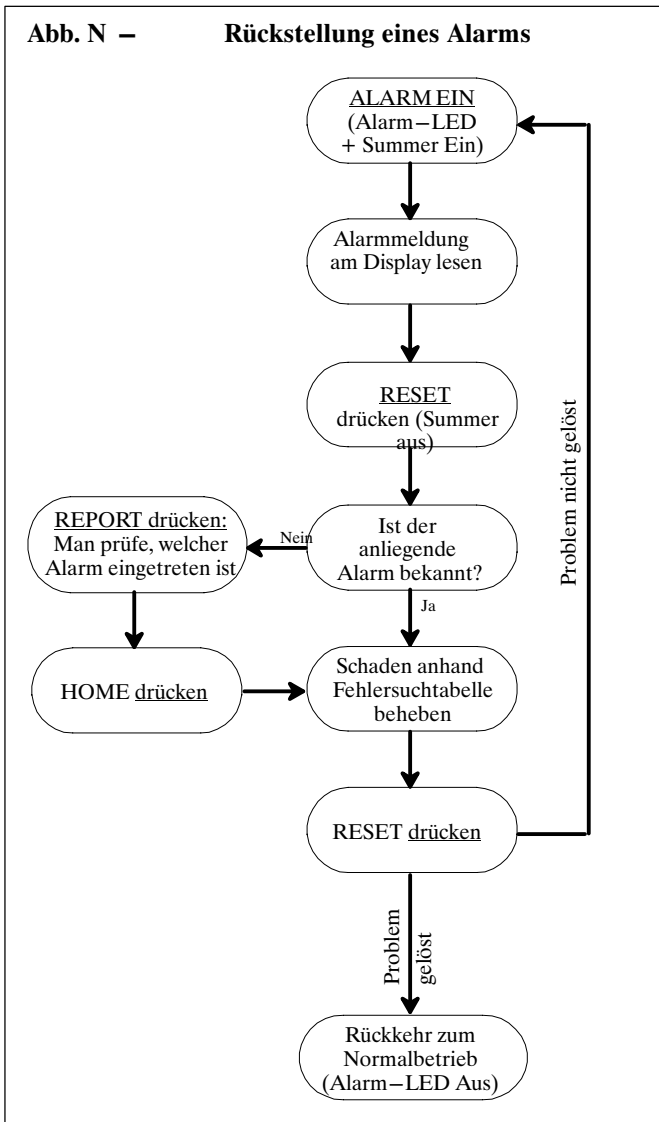 Abb. N – Rückstellung eines Alarms
ALARM EIN
(Alarm–LED
+ Summer Ein)
Alarmmeldung
am Display lesen
RESET
drücken (Summer
aus)
Ist der
anliegende
Alarm bekannt?
Nein
REPORT drücken:
Man prüfe, welcher
Alarm eingetreten ist
HOME drücken
Ja
Schaden anhand
Fehlersuchtabelle
beheben
RESET drücken
Problem nicht gelöst
Problem
gelöst
Rückkehr zum
Normalbetrieb
(Alarm–LED Aus)